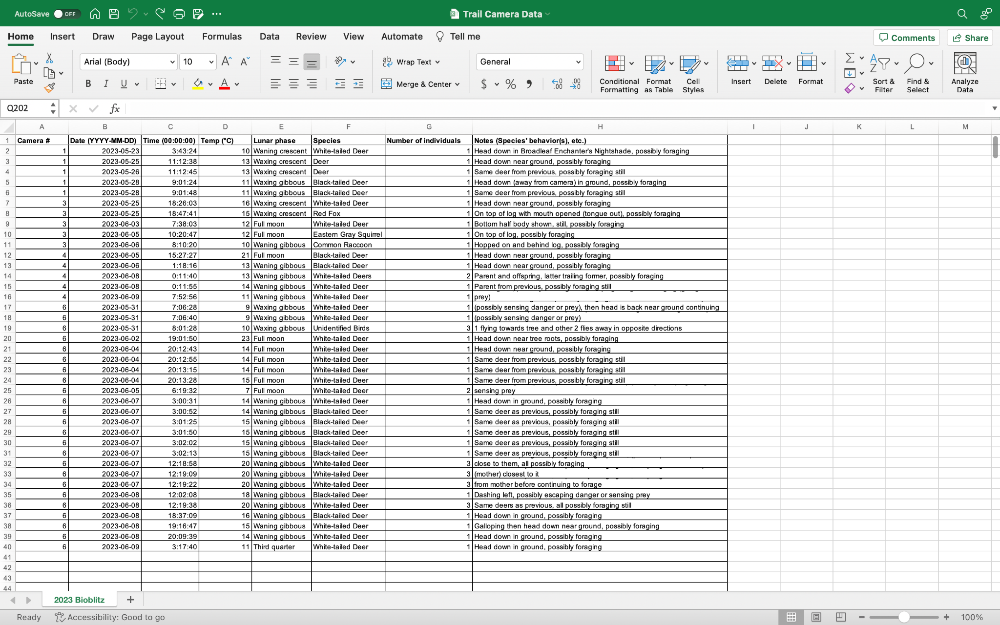 AutoSave OFF Trail Camera Data
Home Insert Draw Page Layout Formulas Data Review View Automate Tell me Comments Share
Paste Arial (Body) 10 Wrap Text General
B I U Merge & Center $ % Conditional Formatting Format as Table Cell Styles Insert Delete Format Sort & Filter Find & Select Analyze Data
Q202 fx
A B C D E F G H I J K L M
1 Camera # Date (YYYY-MM-DD) Time (00:00:00) Temp (°C) Lunar phase Species Number of individuals Notes (Species' behavior(s), etc.)
2 1 2023-05-23 3:43:24 10 Waning crescent White-tailed Deer 1 Head down in Broadleaf Enchanter's Nightshade, possibly foraging
3 1 2023-05-25 11:12:38 13 Waxing crescent Deer 1 Head down near ground, possibly foraging
4 1 2023-05-26 11:12:45 13 Waxing crescent Deer 1 Same deer from previous, possibly foraging still
5 1 2023-05-28 9:01:24 11 Waxing gibbous Black-tailed Deer 1 Head down (away from camera) in ground, possibly foraging
6 1 2023-05-28 9:01:48 11 Waxing gibbous Black-tailed Deer 1 Same deer from previous, possibly foraging still
7 3 2023-05-25 18:26:03 16 Waxing crescent White-tailed Deer 1 Head down near ground, possibly foraging
8 3 2023-05-25 18:47:41 15 Waxing crescent Red Fox 1 On top of log with mouth opened (tongue out), possibly foraging
9 3 2023-06-03 7:38:03 12 Full moon White-tailed Deer 1 Bottom half body shown, still, possibly foraging
10 3 2023-06-05 10:20:47 12 Full moon Eastern Gray Squirrel 1 On top of log, possibly foraging
11 3 2023-06-06 8:10:20 10 Waning gibbous Common Raccoon 1 Hopped on and behind log, possibly foraging
12 4 2023-06-05 15:27:27 21 Full moon Black-tailed Deer 1 Head down near ground, possibly foraging
13 4 2023-06-06 1:18:16 13 Waning gibbous Black-tailed Deer 1 Head down near ground, possibly foraging
14 4 2023-06-08 0:11:40 13 Waning gibbous White-tailed Deers 2 Parent and offspring, latter trailing former, possibly foraging
15 4 2023-06-08 0:11:55 14 Waning gibbous White-tailed Deer 1 Parent from previous, possibly foraging still
16 4 2023-06-09 7:52:56 11 Waning gibbous White-tailed Deer 1 prey)
17 6 2023-05-31 7:06:28 9 Waxing gibbous White-tailed Deer 1 (possibly sensing danger or prey), then head is back near ground continuing
18 6 2023-05-31 7:06:40 9 Waxing gibbous White-tailed Deer 1 (possibly sensing danger or prey)
19 6 2023-05-31 8:01:28 10 Waxing gibbous Unidentified Birds 3 1 flying towards tree and other 2 flies away in opposite directions
20 6 2023-06-02 19:01:50 23 Full moon White-tailed Deer 1 Head down near tree roots, possibly foraging
21 6 2023-06-04 20:12:43 14 Full moon White-tailed Deer 1 Head down near ground, possibly foraging
22 6 2023-06-04 20:12:55 14 Full moon White-tailed Deer 1 Same deer from previous, possibly foraging still
23 6 2023-06-04 20:13:15 14 Full moon White-tailed Deer 1 Same deer from previous, possibly foraging still
24 6 2023-06-04 20:13:28 15 Full moon White-tailed Deer 1 Same deer from previous, possibly foraging still
25 6 2023-06-05 6:19:32 7 Full moon White-tailed Deer 2 sensing prey
26 6 2023-06-07 3:00:31 14 Waning gibbous White-tailed Deer 1 Head down in ground, possibly foraging
27 6 2023-06-07 3:00:52 14 Waning gibbous Black-tailed Deer 1 Same deer as previous, possibly foraging still
28 6 2023-06-07 3:01:25 15 Waning gibbous Black-tailed Deer 1 Same deer as previous, possibly foraging still
29 6 2023-06-07 3:01:50 15 Waning gibbous Black-tailed Deer 1 Same deer as previous, possibly foraging still
30 6 2023-06-07 3:02:02 15 Waning gibbous Black-tailed Deer 1 Same deer as previous, possibly foraging still
31 6 2023-06-07 3:02:13 15 Waning gibbous Black-tailed Deer 1 Same deer as previous, possibly foraging still
32 6 2023-06-07 12:18:58 20 Waning gibbous White-tailed Deer 3 close to them, all possibly foraging
33 6 2023-06-07 12:19:09 20 Waning gibbous White-tailed Deer 3 (mother) closest to it
34 6 2023-06-07 12:19:22 20 Waning gibbous White-tailed Deer 3 from mother before continuing to forage
35 6 2023-06-08 12:02:08 18 Waning gibbous Black-tailed Deer 1 Dashing left, possibly escaping danger or sensing prey
36 6 2023-06-08 12:19:38 20 Waning gibbous White-tailed Deer 3 Same deers as previous, all possibly foraging still
37 6 2023-06-08 18:37:09 16 Waning gibbous Black-tailed Deer 1 Head down in ground, possibly foraging
38 6 2023-06-08 19:16:47 15 Waning gibbous White-tailed Deer 1 Galloping then head down near ground, possibly foraging
39 6 2023-06-08 20:09:39 14 Waning gibbous White-tailed Deer 1 Head down in ground, possibly foraging
40 6 2023-06-09 3:17:40 11 Third quarter White-tailed Deer 1 Head down in ground, possibly foraging
41
42
43
44
2023 Bioblitz +
Ready Accessibility: Good to go 100%